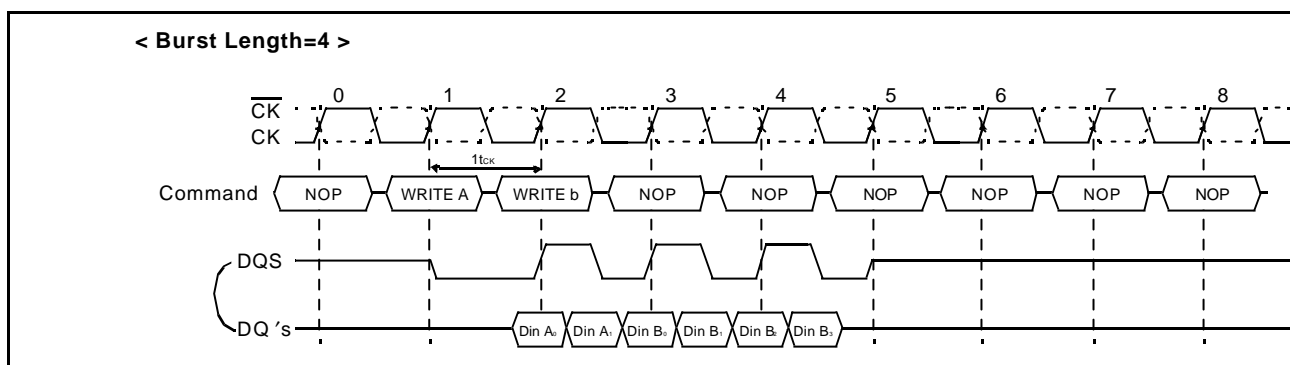 < Burst Length=4 >
0 1 2 3 4 5 6 7 8
CK
CK
1tCK
Command NOP WRITE A WRITE b NOP NOP NOP NOP NOP NOP
DQS
DQ 's Din A0 Din A1 Din B0 Din B1 Din B2 Din B3